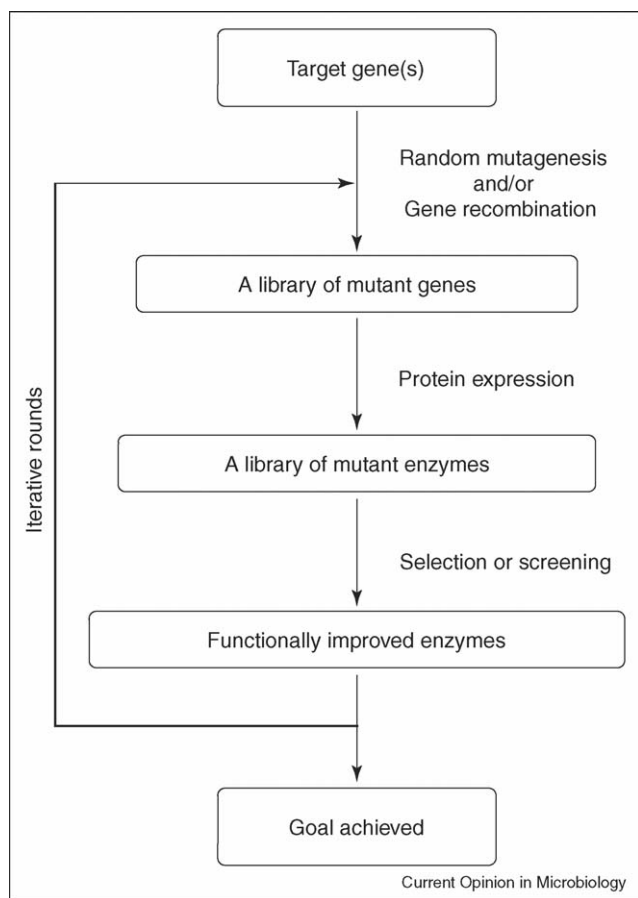 Target gene(s)
Random mutagenesis
and/or
Gene recombination
A library of mutant genes
Protein expression
A library of mutant enzymes
Iterative rounds
Selection or screening
Functionally improved enzymes
Goal achieved
Current Opinion in Microbiology